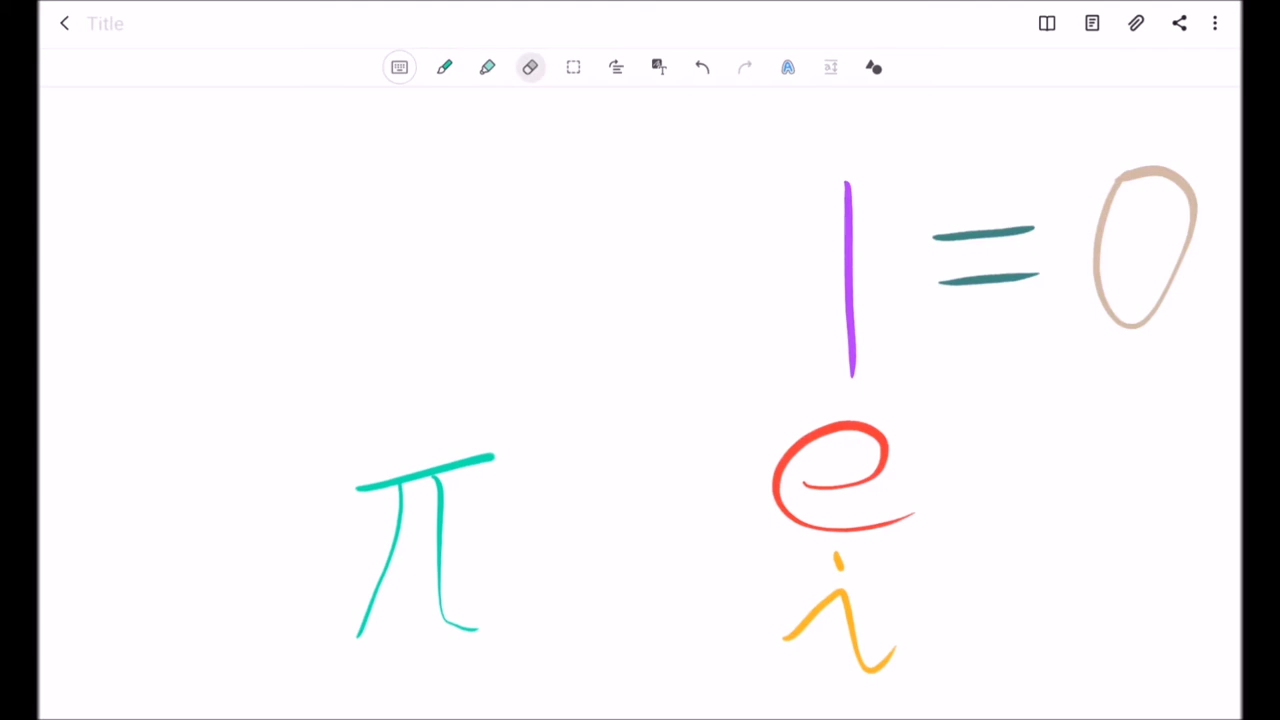 Title
1 = 0
π e
i